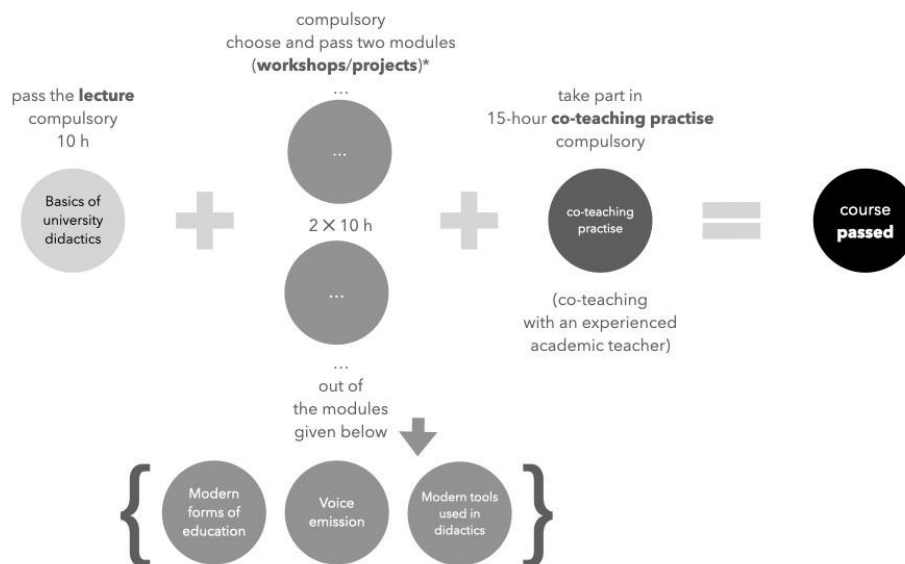 pass the lecture
compulsory
10 h
Basics of
university
didactics
compulsory
choose and pass two modules
(workshops/projects)*
...
...
2 × 10 h
...
...
out of
the modules
given below
take part in
15-hour co-teaching practise
compulsory
co-teaching
practise
(co-teaching
with an experienced
academic teacher)
course
passed
{
Modern
forms of
education
Voice
emission
Modern tools
used in
didactics
}